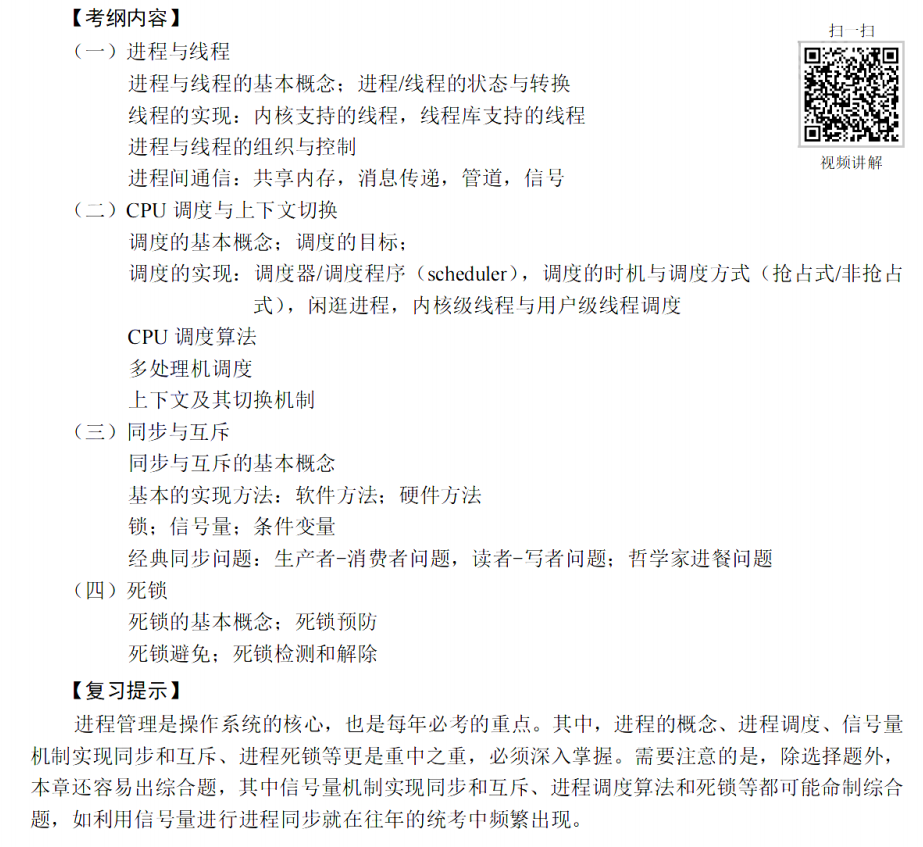 【考纲内容】
扫一扫
（一）进程与线程
进程与线程的基本概念；进程/线程的状态与转换
线程的实现：内核支持的线程，线程库支持的线程
进程与线程的组织与控制
视频讲解
进程间通信：共享内存，消息传递，管道，信号
（二）CPU 调度与上下文切换
调度的基本概念；调度的目标；
调度的实现：调度器/调度程序（scheduler），调度的时机与调度方式（抢占式/非抢占
式），闲逛进程，内核级线程与用户级线程调度
CPU 调度算法
多处理机调度
上下文及其切换机制
（三）同步与互斥
同步与互斥的基本概念
基本的实现方法：软件方法；硬件方法
锁；信号量；条件变量
经典同步问题：生产者-消费者问题，读者-写者问题；哲学家进餐问题
（四）死锁
死锁的基本概念；死锁预防
死锁避免；死锁检测和解除
【复习提示】
进程管理是操作系统的核心，也是每年必考的重点。其中，进程的概念、进程调度、信号量
机制实现同步和互斥、进程死锁等更是重中之重，必须深入掌握。需要注意的是，除选择题外，
本章还容易出综合题，其中信号量机制实现同步和互斥、进程调度算法和死锁等都可能命制综合
题，如利用信号量进行进程同步就在往年的统考中频繁出现。